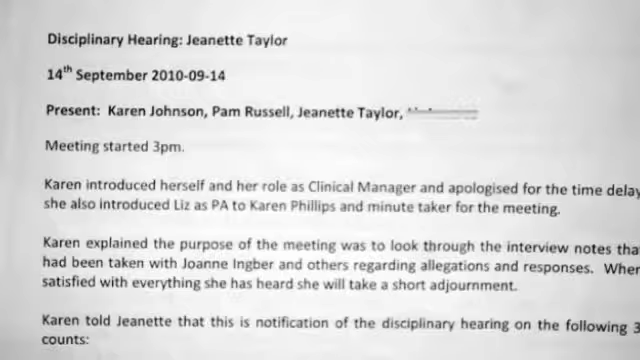 Disciplinary Hearing: Jeanette Taylor
14th September 2010-09-14
Present: Karen Johnson, Pam Russell, Jeanette Taylor,
Meeting started 3pm.
Karen introduced herself and her role as Clinical Manager and apologised for the time delay
she also introduced Liz as PA to Karen Phillips and minute taker for the meeting.
Karen explained the purpose of the meeting was to look through the interview notes tha
had been taken with Joanne Ingber and others regarding allegations and responses. Wher
satisfied with everything she has heard she will take a short adjournment.
Karen told Jeanette that this is notification of the disciplinary hearing on the following 3
counts: